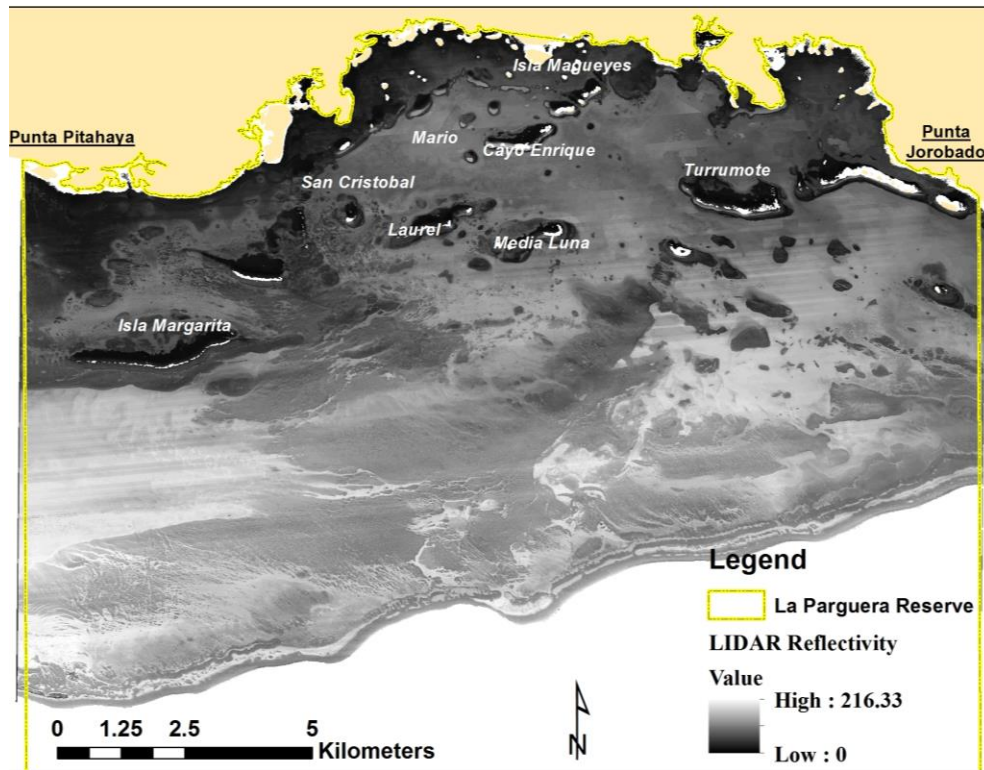 Isla Magueyes
Punta Pitahaya
Mario
Cayo Enrique
Punta
Jorobado
San Cristobal
Turrumote
Laurel
Media Luna
Isla Margarita
Legend
La Parguera Reserve
LIDAR Reflectivity
Value
High : 216.33
Low : 0
0 1.25 2.5 5
Kilometers
N